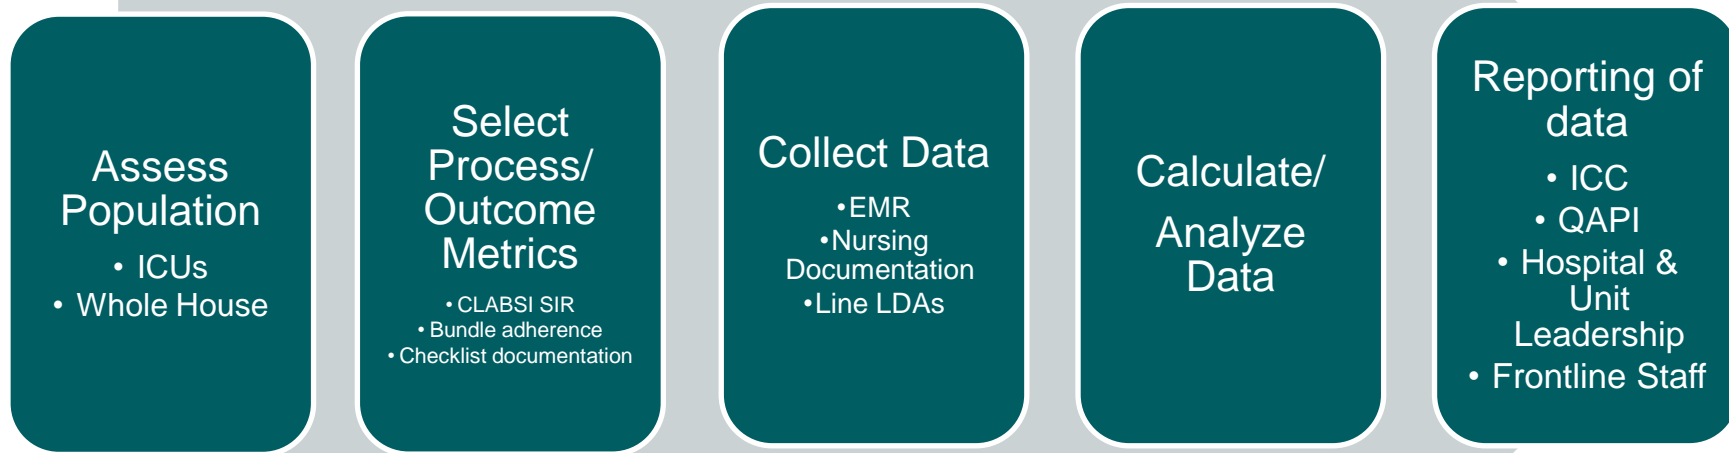 Assess
Population
• ICUs
• Whole House
Select
Process/
Outcome
Metrics
• CLABSI SIR
• Bundle adherence
• Checklist documentation
Collect Data
•EMR
•Nursing
Documentation
•Line LDAs
Calculate/
Analyze
Data
Reporting of
data
• ICC
• QAPI
• Hospital &
Unit
Leadership
• Frontline Staff